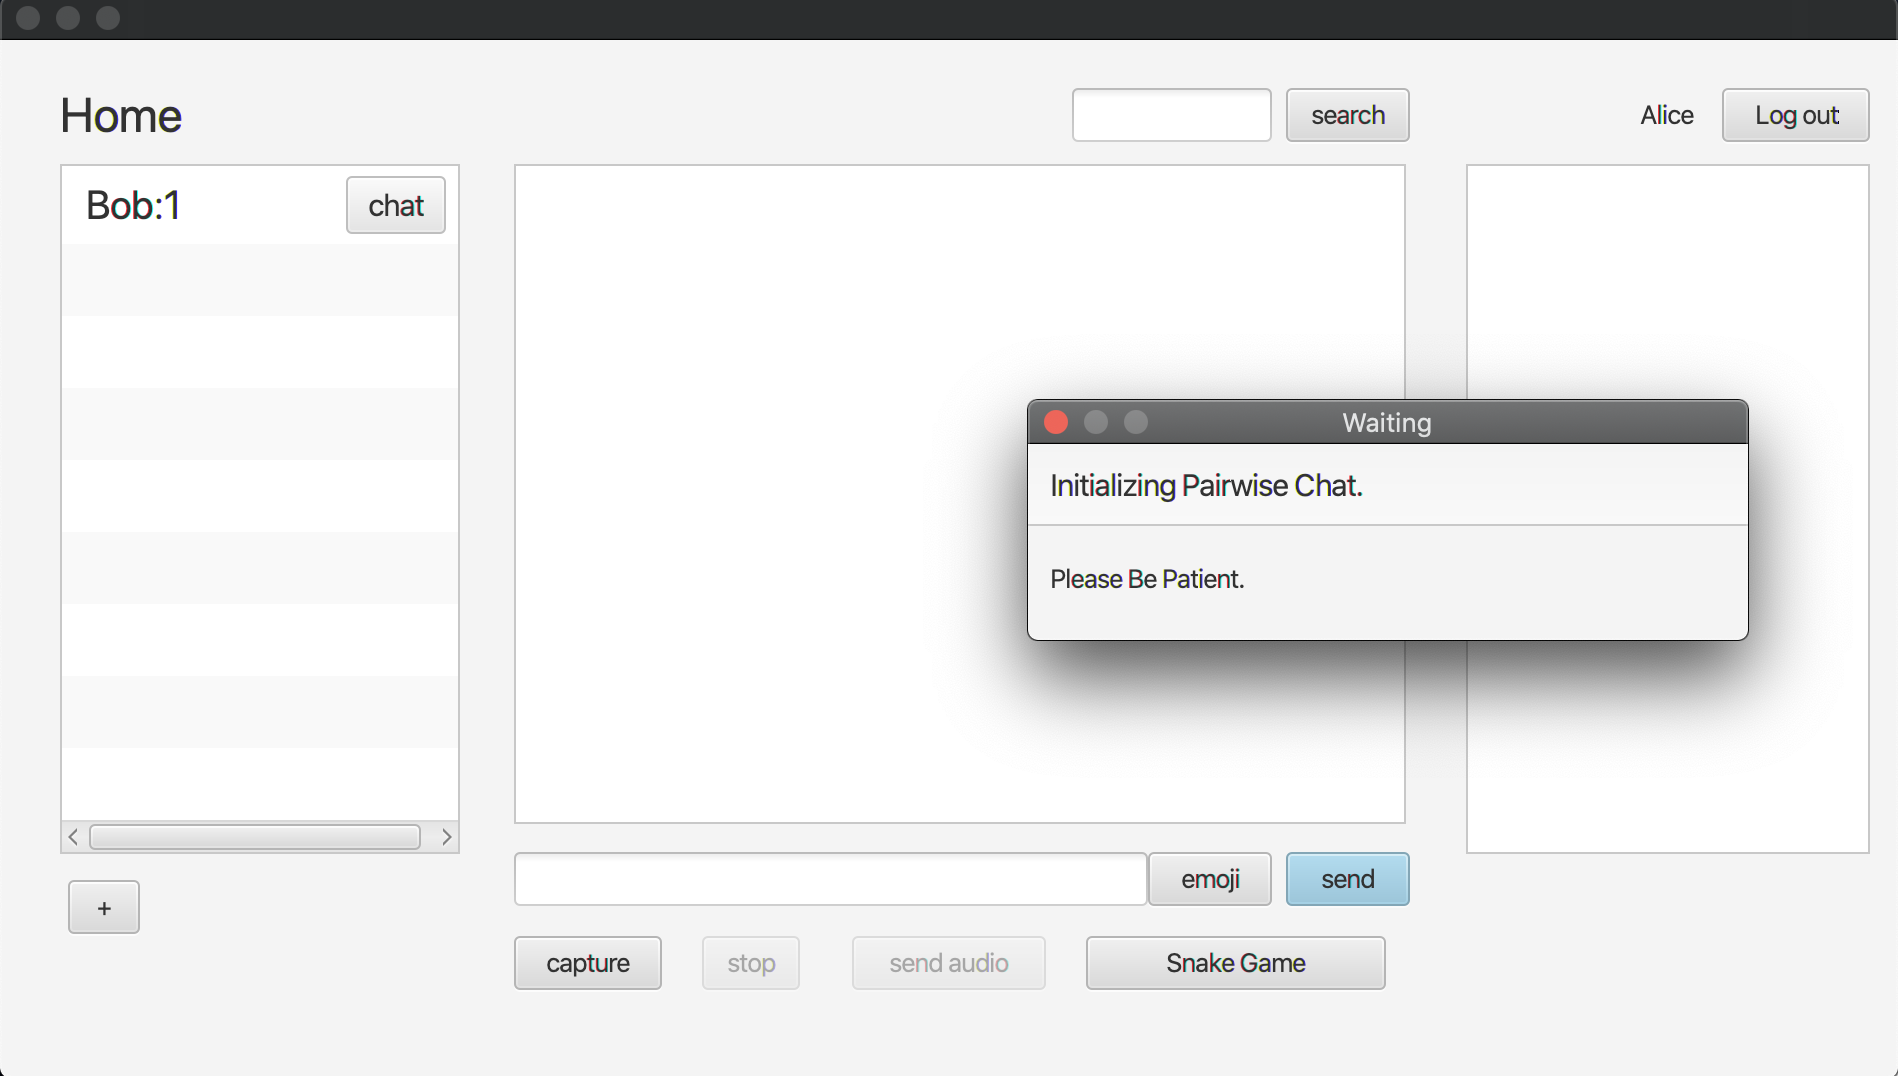 Home
search
Alice
Log out
Bob:1
chat
Waiting
Initializing Pairwise Chat.
Please Be Patient.
emoji
send
+
capture
stop
send audio
Snake Game